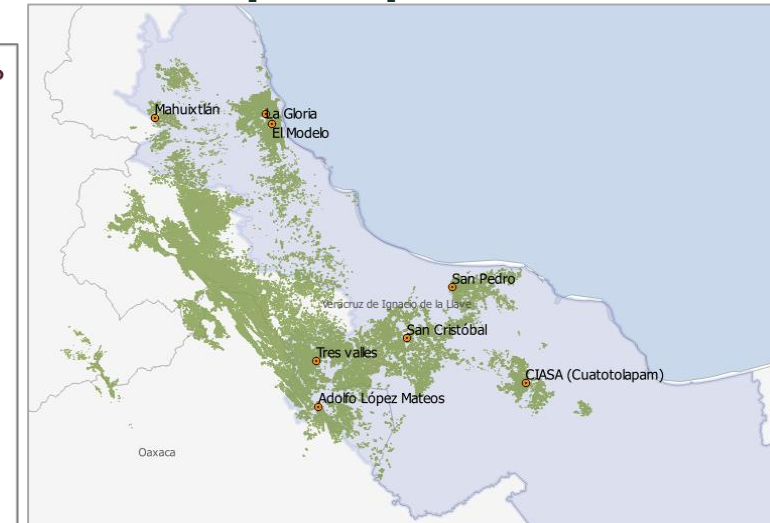 Mahuixtlán
La Gloria
El Modelo
San Pedro
Veracruz de Ignacio de la Llave
San Cristóbal
Tres valles
CIASA (Cuatotolapam)
Adolfo López Mateos
Oaxaca